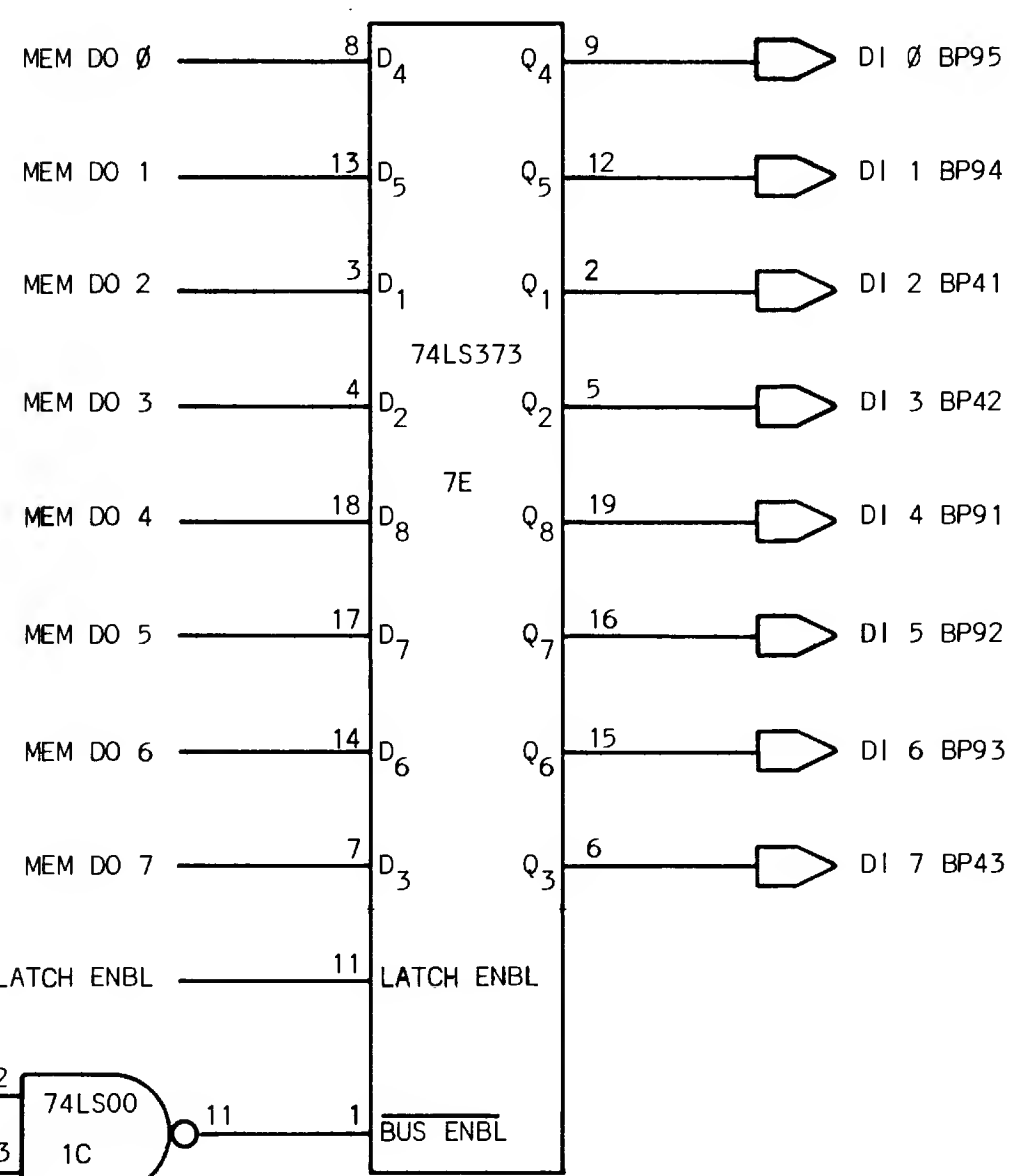 MEM DO Ø 8 D4 Q4 9 DI Ø BP95
MEM DO 1 13 D5 Q5 12 DI 1 BP94
MEM DO 2 3 D1 Q1 2 DI 2 BP41
74LS373
MEM DO 3 4 D2 Q2 5 DI 3 BP42
7E
MEM DO 4 18 D8 Q8 19 DI 4 BP91
MEM DO 5 17 D7 Q7 16 DI 5 BP92
MEM DO 6 14 D6 Q6 15 DI 6 BP93
MEM DO 7 7 D3 Q3 6 DI 7 BP43
LATCH ENBL 11 LATCH ENBL
2 74LS00 11 1 BUS ENBL
3 1C